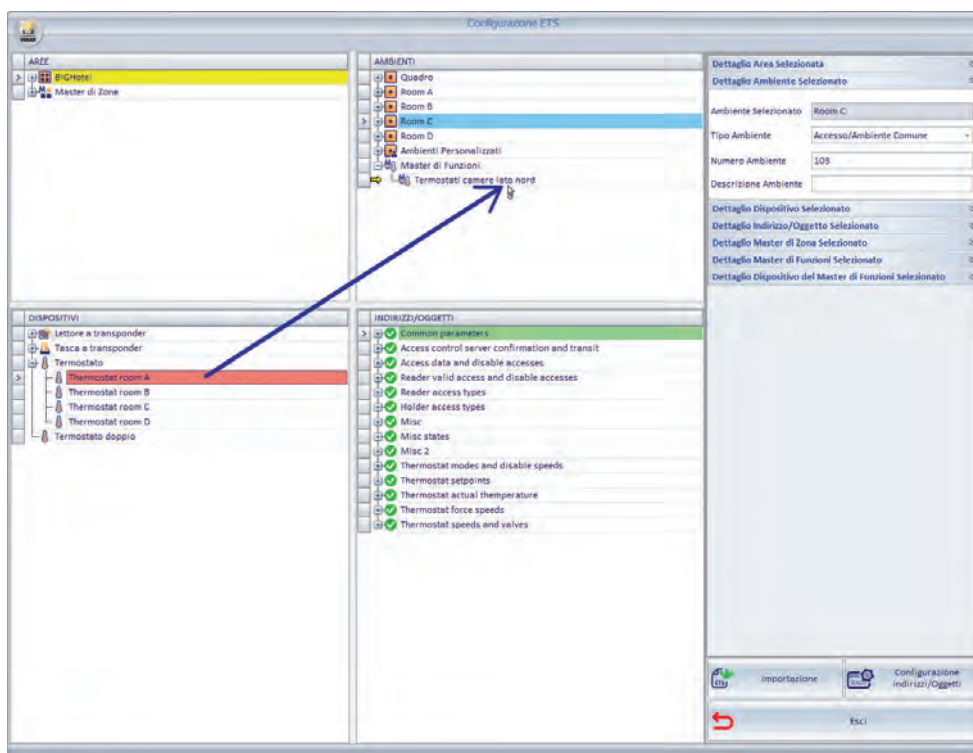 Configurazione ETS
VIMAR
AREE
BIGHotel
Master di Zone
AMBIENTI
Quadro
Room A
Room B
Room C
Room D
Ambienti Personalizzati
Master di Funzioni
Termostati camere lato nord
Dettaglio Area Selezionata
Dettaglio Ambiente Selezionato
Ambiente Selezionato Room C
Tipo Ambiente Accesso/Ambiente Comune
Numero Ambiente 103
Descrizione Ambiente
Dettaglio Dispositivo Selezionato
Dettaglio Indirizzo/Oggetto Selezionato
Dettaglio Master di Zona Selezionato
Dettaglio Master di Funzioni Selezionato
Dettaglio Dispositivo del Master di Funzioni Selezionato
DISPOSITIVI
Lettore a transponder
Tasca a transponder
Termostato
Thermostat room A
Thermostat room B
Thermostat room C
Thermostat room D
Termostato doppio
INDIRIZZI/OGGETTI
Common parameters
Access control server confirmation and transit
Access data and disable accesses
Reader valid access and disable accesses
Reader access types
Holder access types
Misc
Misc states
Misc 2
Thermostat modes and disable speeds
Thermostat setpoints
Thermostat actual themperature
Thermostat force speeds
Thermostat speeds and valves
ETS
Importazione
Configurazione
Indirizzi/Oggetti
Esci